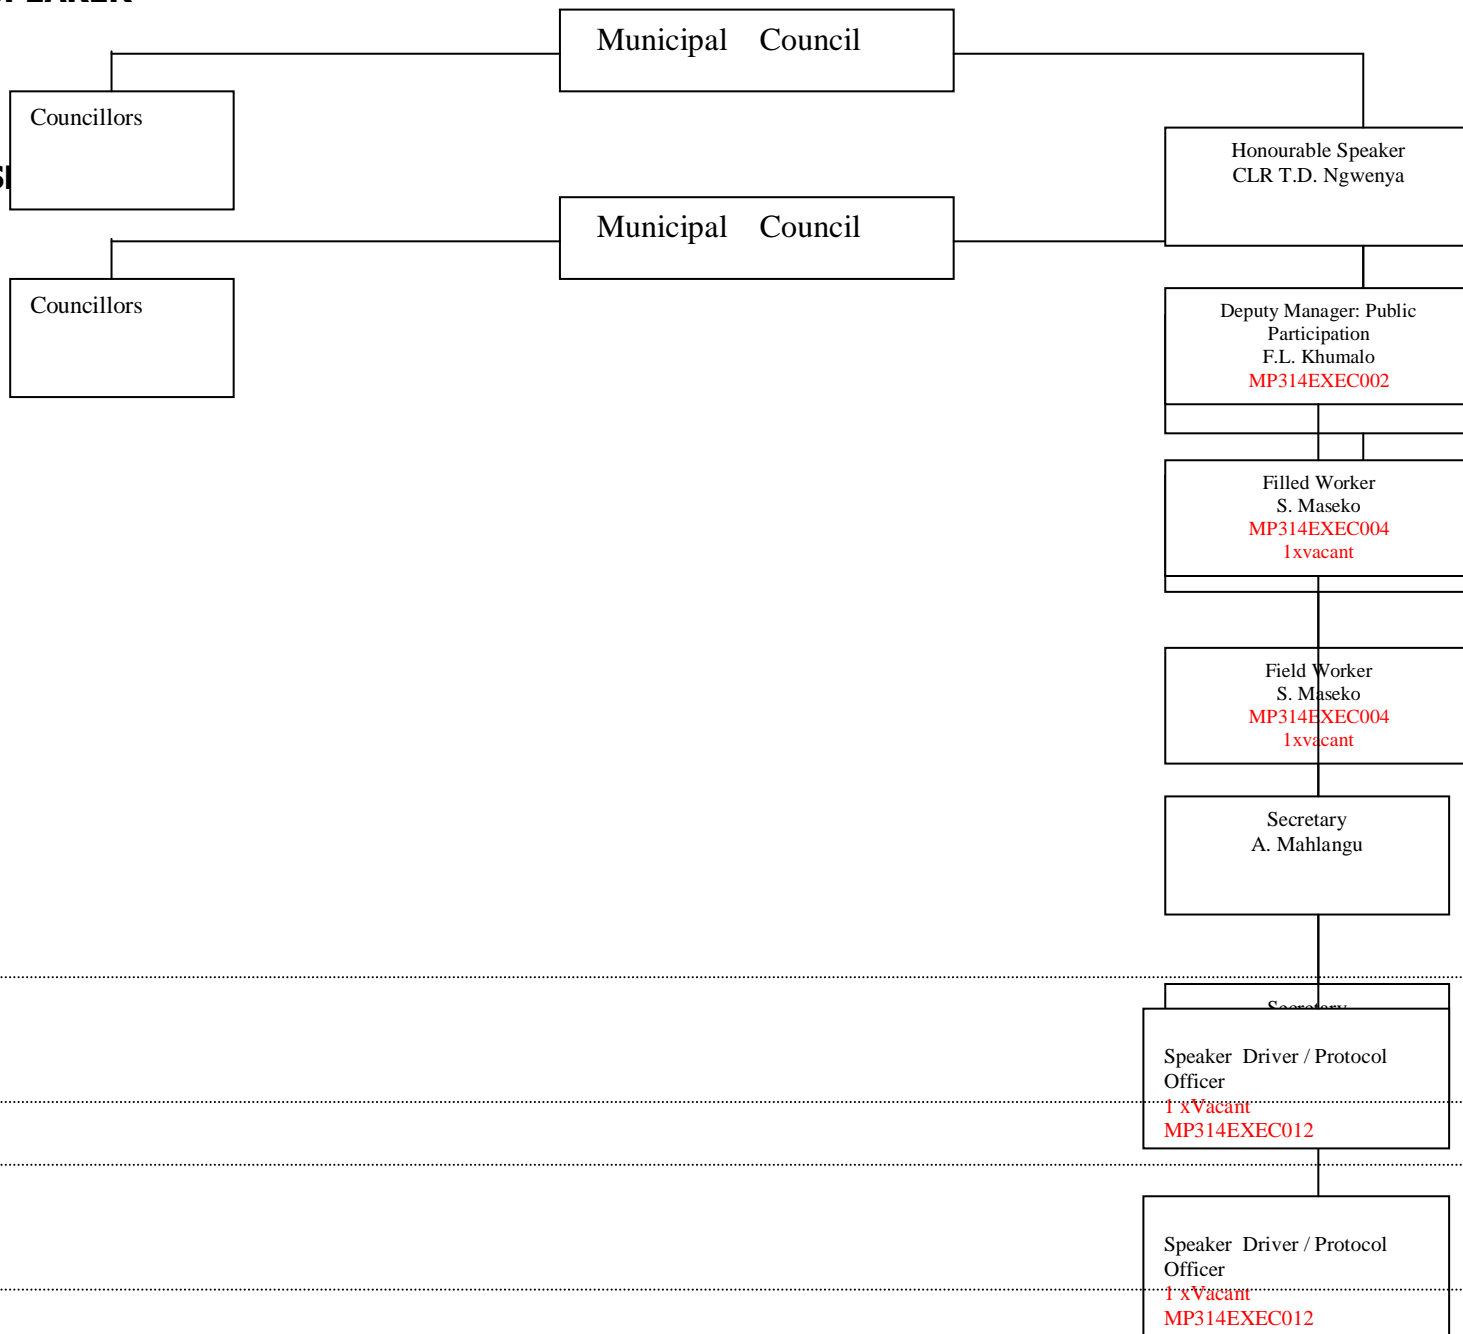 Municipal Council
Councillors
Honourable Speaker
CLR T.D. Ngwenya
Municipal Council
Councillors
Deputy Manager: Public
Participation
F.L. Khumalo
MP314EXEC002
Filled Worker
S. Maseko
MP314EXEC004
1xvacant
Field Worker
S. Maseko
MP314EXEC004
1xvacant
Secretary
A. Mahlangu
Secretary
Speaker Driver / Protocol
Officer
1 xVacant
MP314EXEC012
Speaker Driver / Protocol
Officer
1 xVacant
MP314EXEC012